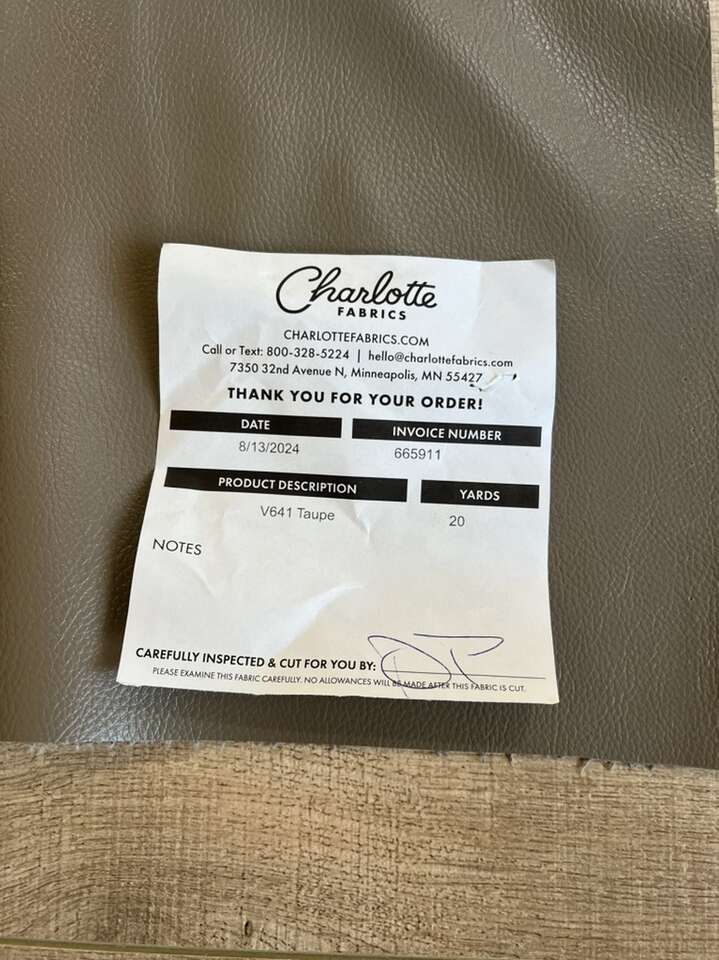 Charlotte
FABRICS
CHARLOTTEFABRICS.COM
Call or Text: 800-328-5224 | hello@charlottefabrics.com
7350 32nd Avenue N, Minneapolis, MN 55427
THANK YOU FOR YOUR ORDER!
DATE INVOICE NUMBER
8/13/2024 665911
PRODUCT DESCRIPTION YARDS
V641 Taupe 20
NOTES
CAREFULLY INSPECTED & CUT FOR YOU BY:
PLEASE EXAMINE THIS FABRIC CAREFULLY. NO ALLOWANCES WILL BE MADE AFTER THIS FABRIC IS CUT.